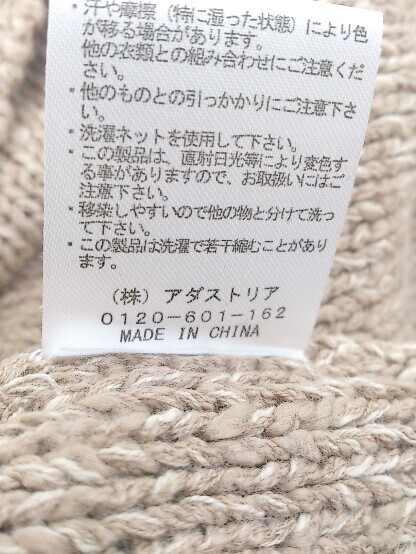 ・汗や摩擦（特に湿った状態）により色
が移る場合があります。
他の衣類との組み合わせにご注意くだ
さい。
・他のものとの引っかかりにご注意下さ
い。
・洗濯ネットを使用して下さい。
・この製品は、直射日光等により変色す
る事がありますので、お取扱いにはご
注意下さい。
・移染しやすいので他の物と分けて洗っ
て下さい。
・この製品は洗濯で若干縮むことがあり
ます。
（株）アダストリア
0120-601-162
MADE IN CHINA